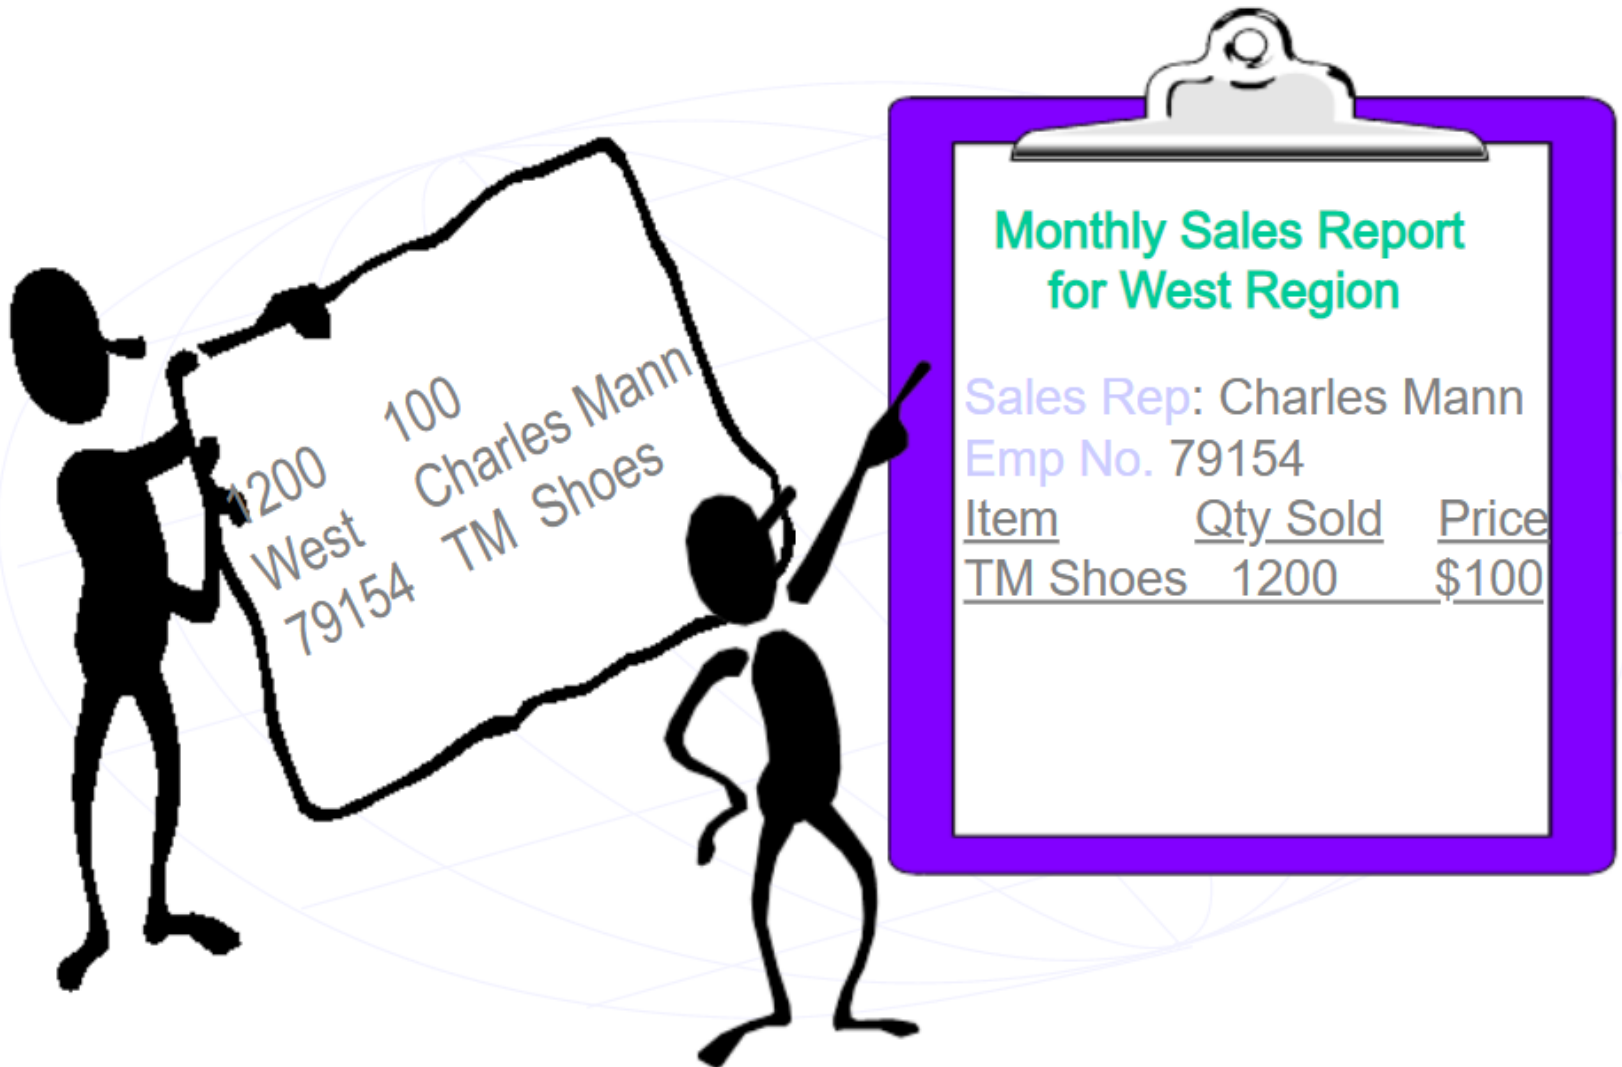 1200 100
West Charles Mann
79154 TM Shoes
Monthly Sales Report
for West Region
Sales Rep: Charles Mann
Emp No. 79154
Item Qty Sold Price
TM Shoes 1200 $100